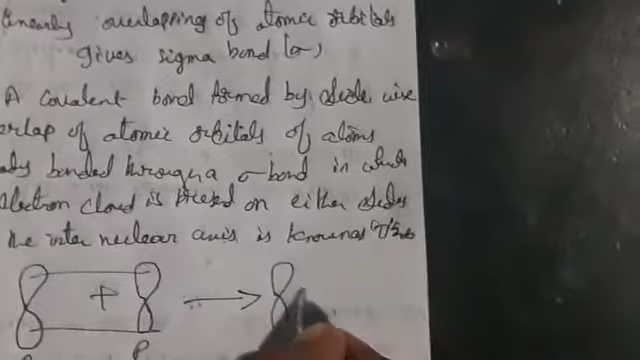 linearly overlapping of atomic orbitals
gives sigma bond (σ)
A covalent bond formed by side wise
overlap of atomic orbitals of atoms
bonded through a σ-bond in which
electron cloud is present on either sides
the inter nuclear axis is known as
+ →
P